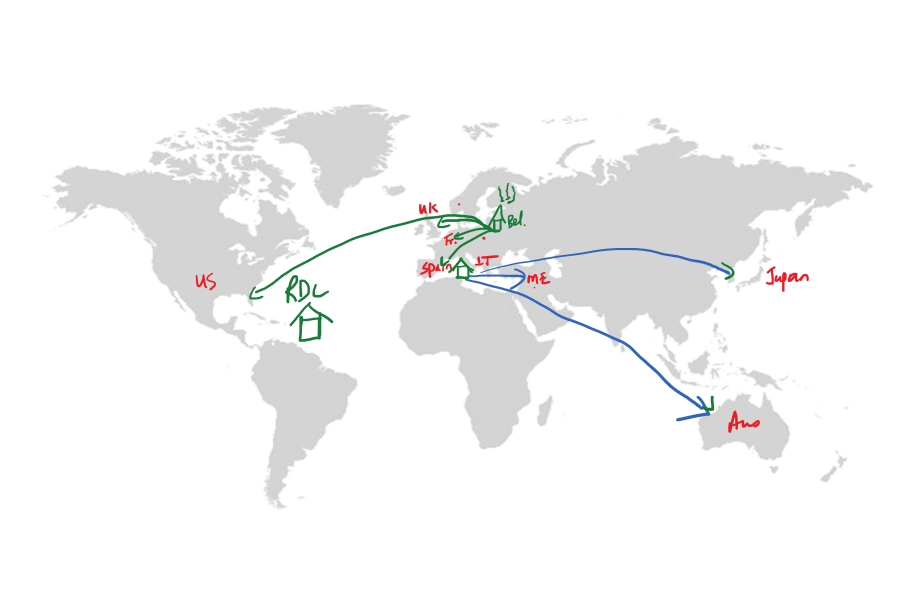 UK
Bel.
Fr.
Spain
IT
ME
US
RDC
Japan
Aus